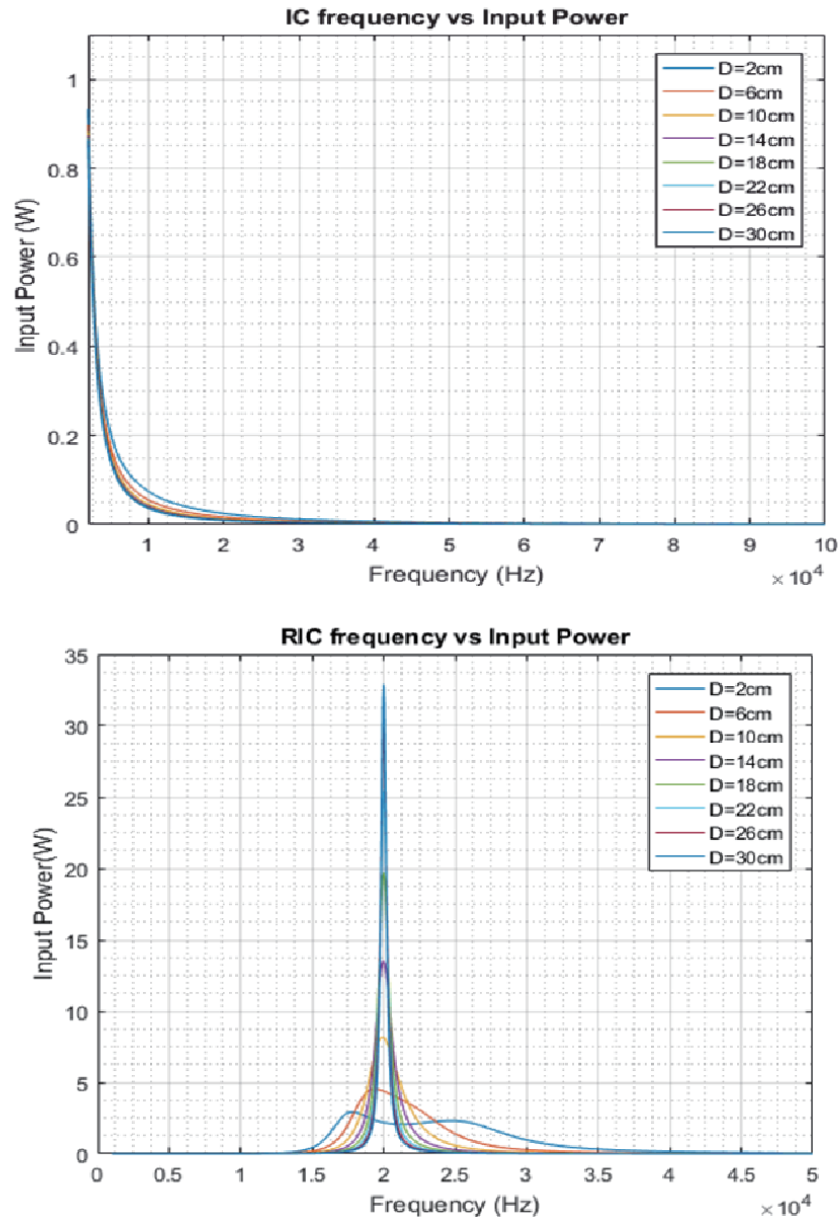 IC frequency vs Input Power
Input Power (W)
1
0.8
0.6
0.4
0.2
0
D=2cm
D=6cm
D=10cm
D=14cm
D=18cm
D=22cm
D=26cm
D=30cm
1 2 3 4 5 6 7 8 9 10
Frequency (Hz)
× 10^4
RIC frequency vs Input Power
Input Power(W)
35
30
25
20
15
10
5
0
D=2cm
D=6cm
D=10cm
D=14cm
D=18cm
D=22cm
D=26cm
D=30cm
0 0.5 1 1.5 2 2.5 3 3.5 4 4.5 5
Frequency (Hz)
× 10^4